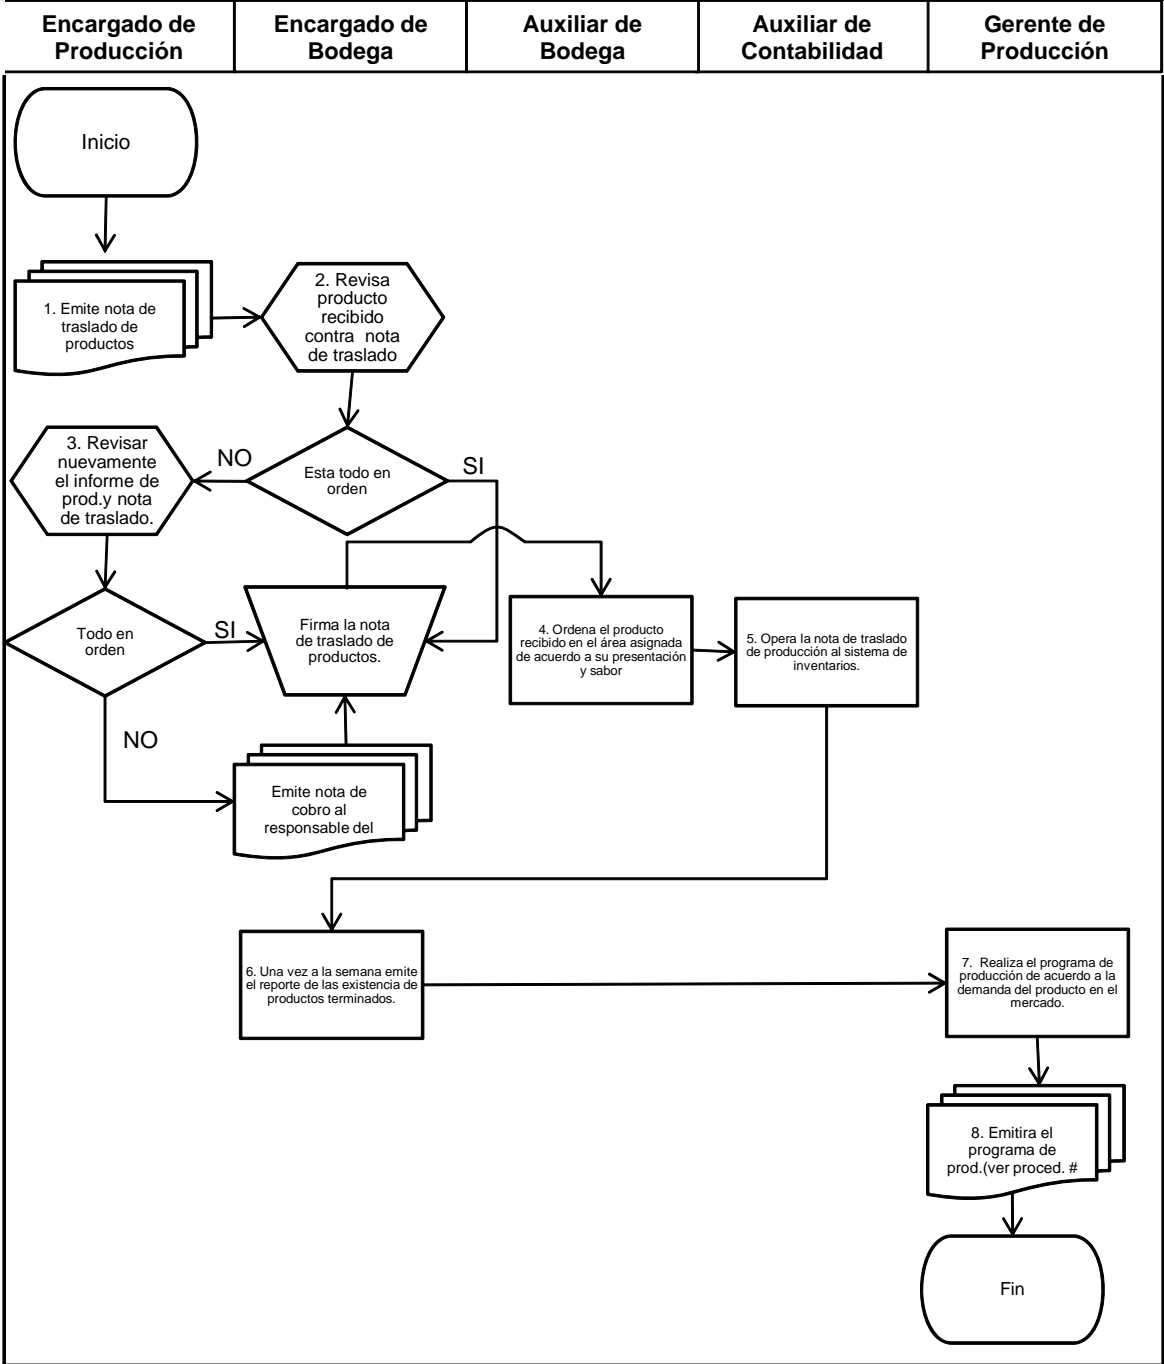 Encargado de
Producción
Encargado de
Bodega
Auxiliar de
Bodega
Auxiliar de
Contabilidad
Gerente de
Producción
Inicio
1. Emite nota de
traslado de
productos
2. Revisa
producto
recibido
contra nota
de traslado
3. Revisar
nuevamente
el informe de
prod.y nota
de traslado.
NO
Esta todo en
orden
SI
Todo en
orden
SI
NO
Firma la nota
de traslado de
productos.
4. Ordena el producto
recibido en el área asignada
de acuerdo a su presentación
y sabor
5. Opera la nota de traslado
de producción al sistema de
inventarios.
Emite nota de
cobro al
responsable del
6. Una vez a la semana emite
el reporte de las existencia de
productos terminados.
7. Realiza el programa de
producción de acuerdo a la
demanda del producto en el
mercado.
8. Emitira el
programa de
prod.(ver proced. #
Fin